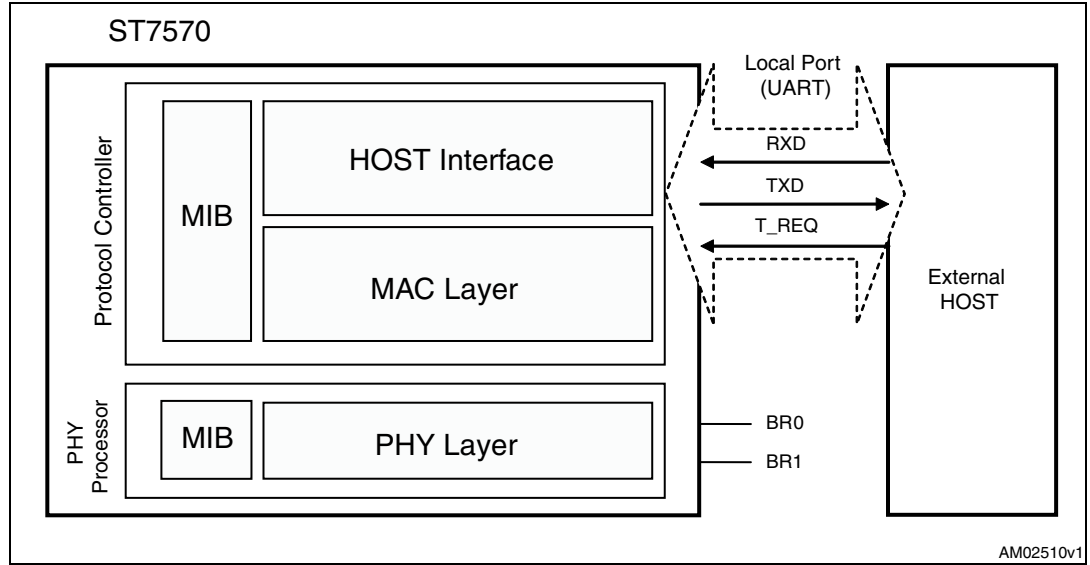 ST7570
Local Port
(UART)
Protocol Controller
MIB
HOST Interface
MAC Layer
RXD
TXD
T_REQ
External
HOST
PHY
Processor
MIB
PHY Layer
BR0
BR1
AM02510v1